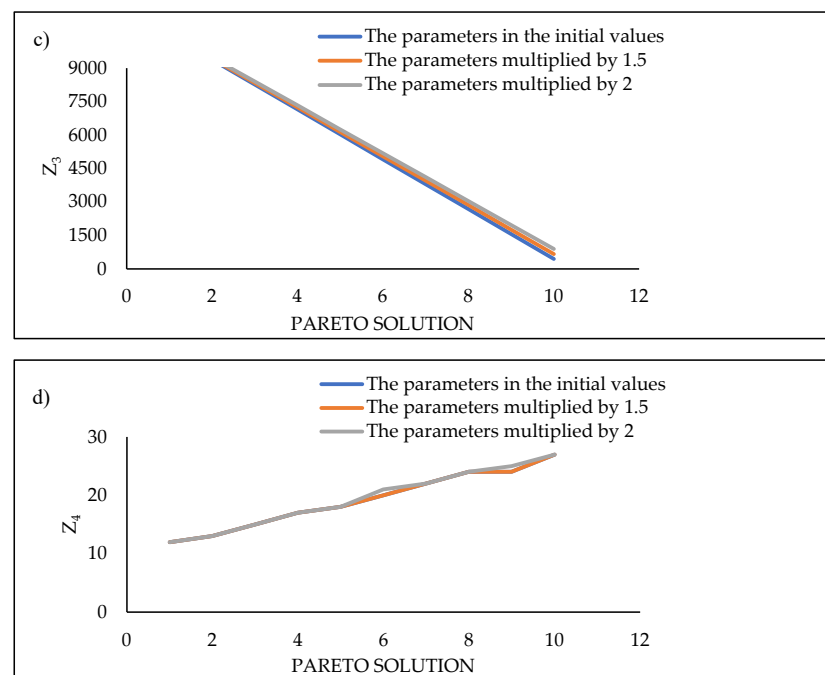 c)
The parameters in the initial values
The parameters multiplied by 1.5
The parameters multiplied by 2
9000
7500
6000
4500
3000
1500
0
Z3
0 2 4 6 8 10 12
PARETO SOLUTION
d)
The parameters in the initial values
The parameters multiplied by 1.5
The parameters multiplied by 2
30
20
10
0
Z4
0 2 4 6 8 10 12
PARETO SOLUTION